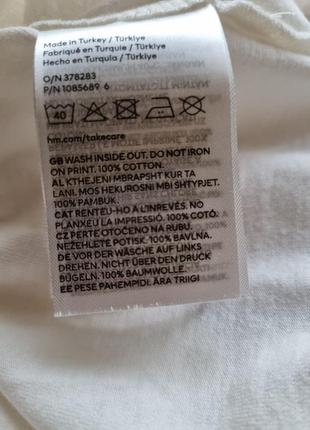 Made in Turkey / Türkiye
Fabriqué en Turquie / Türkiye
Hecho en Turquía / Türkiye
O/N 378283
P/N 1085689 6
40
hm.com/takecare
GB WASH INSIDE OUT. DO NOT IRON
ON PRINT. 100% COTTON.
AL KTHEJENI MBRAPSHT KUR TA
LANI. MOS HEKUROSNI MBI SHTYPJET.
100% PAMBUK.
CAT RENTEU-HO A L'INREVÉS. NO
PLANXEU LA IMPRESSIÓ. 100% COTÓ.
CZ PERTE OTOČENO NA RUBU.
NEŽEHLETE POTISK. 100% BAVLNA.
DE VOR DER WÄSCHE AUF LINKS
DREHEN. NICHT ÜBER DEN DRUCK
BÜGELN. 100% BAUMWOLLE.
EE PESE PAHEMPIDI. ÄRA TRIIGI